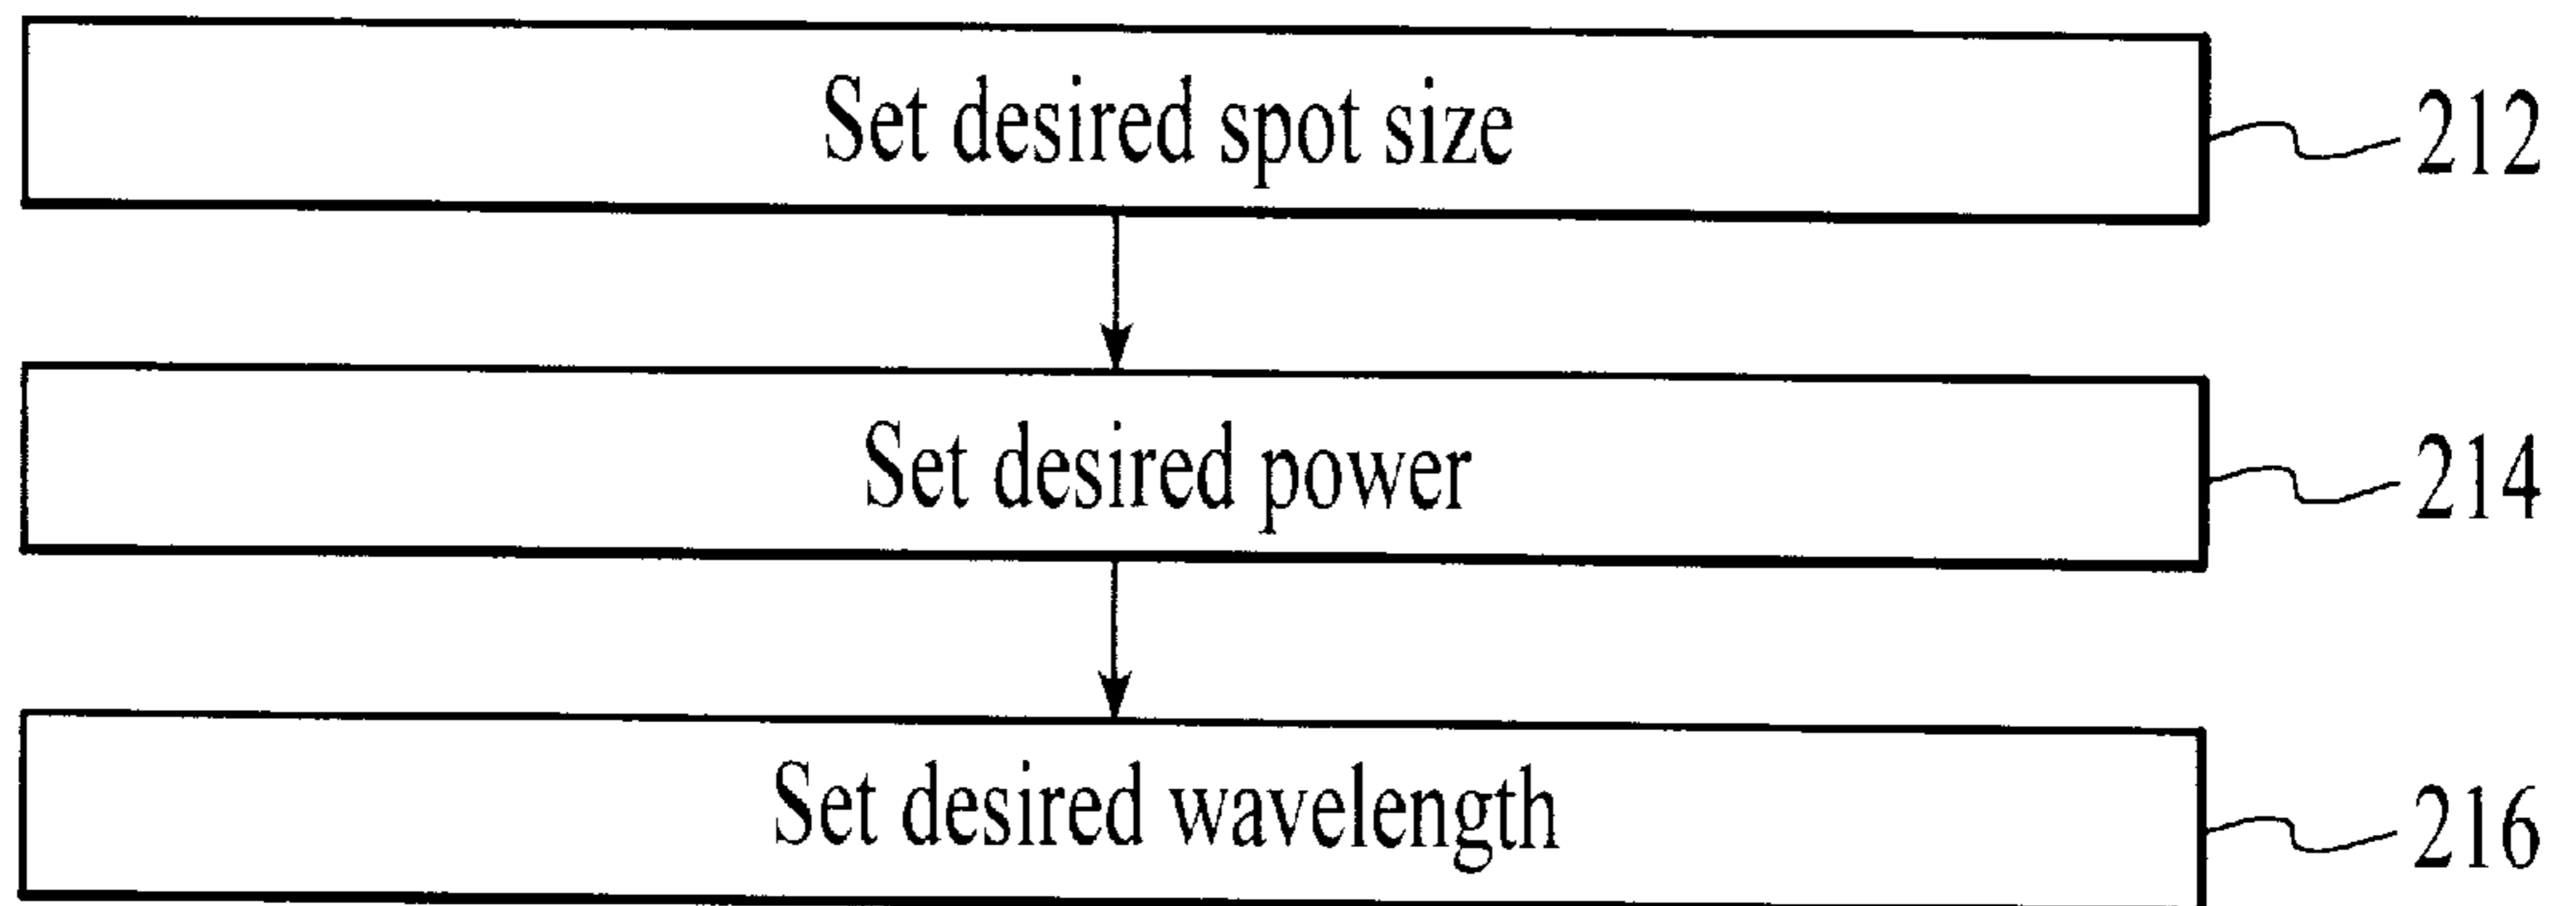 Set desired spot size
212
Set desired power
214
Set desired wavelength
216